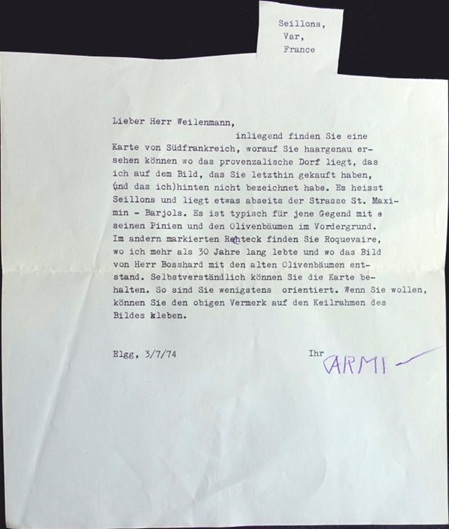 Seillons,
Var,
France
Lieber Herr Weilenmann,
inliegend finden Sie eine
Karte von Südfrankreich, worauf Sie haargenau er-
sehen können wo das provenzalische Dorf liegt, das
ich auf dem Bild, das Sie letzthin gekauft haben,
(und das ich)hinten nicht bezeichnet habe. Es heisst
Seillons und liegt etwas abseits der Strasse St. Maxi-
min - Barjols. Es ist typisch für jene Gegend mit s
seinen Pinien und den Olivenbäumen im Vordergrund.
Im andern markierten Rechteck finden Sie Roquevaire,
wo ich mehr als 30 Jahre lang lebte und wo das Bild
von Herr Bosshard mit den alten Olivenbäumen ent-
stand. Selbstverständlich können Sie die Karte be-
halten. So sind Sie wenigstens orientiert. Wenn Sie wollen,
können Sie den obigen Vermerk auf den Keilrahmen des
Bildes kleben.
Elgg, 3/7/74 Ihr
CARMI